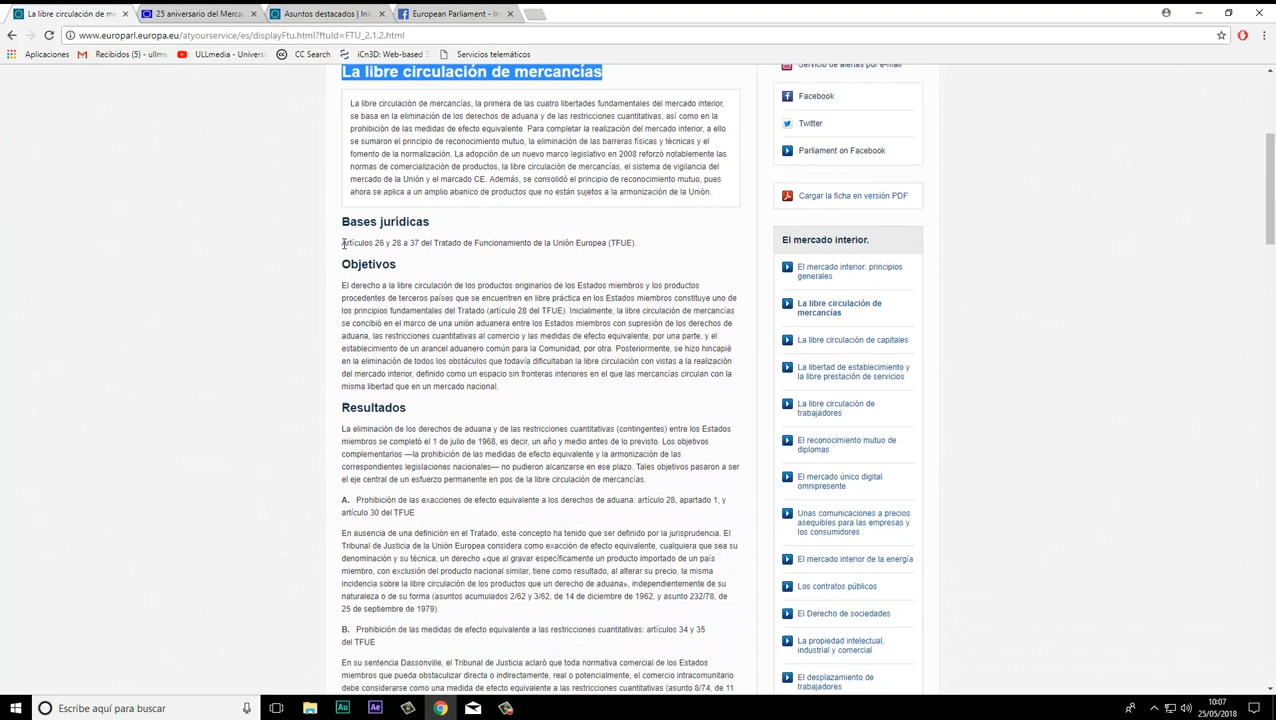 La libre circulación de me
25 aniversario del Mercad
Asuntos destacados | Inic
European Parliament - In
www.europarl.europa.eu/atyourservice/es/displayFtu.html?ftuId=FTU_2.1.2.html
Aplicaciones
Recibidos (5) - ullme
ULLmedia - Univers
CC Search
iCn3D: Web-based 3
Servicios telemáticos
La libre circulación de mercancías
La libre circulación de mercancías, la primera de las cuatro libertades fundamentales del mercado interior,
se basa en la eliminación de los derechos de aduana y de las restricciones cuantitativas, así como en la
prohibición de las medidas de efecto equivalente. Para completar la realización del mercado interior, a ello
se sumaron el principio de reconocimiento mutuo, la eliminación de las barreras físicas y técnicas y el
fomento de la normalización. La adopción de un nuevo marco legislativo en 2008 reforzó notablemente las
normas de comercialización de productos, la libre circulación de mercancías, el sistema de vigilancia del
mercado de la Unión y el marcado CE. Además, se consolidó el principio de reconocimiento mutuo, pues
ahora se aplica a un amplio abanico de productos que no están sujetos a la armonización de la Unión.
Bases jurídicas
Artículos 26 y 28 a 37 del Tratado de Funcionamiento de la Unión Europea (TFUE).
Objetivos
El derecho a la libre circulación de los productos originarios de los Estados miembros y los productos
procedentes de terceros países que se encuentren en libre práctica en los Estados miembros constituye uno de
los principios fundamentales del Tratado (artículo 28 del TFUE). Inicialmente, la libre circulación de mercancías
se concibió en el marco de una unión aduanera entre los Estados miembros con supresión de los derechos de
aduana, las restricciones cuantitativas al comercio y las medidas de efecto equivalente, por una parte, y el
establecimiento de un arancel aduanero común para la Comunidad, por otra. Posteriormente, se hizo hincapié
en la eliminación de todos los obstáculos que todavía dificultaban la libre circulación con vistas a la realización
del mercado interior, definido como un espacio sin fronteras interiores en el que las mercancías circulan con la
misma libertad que en un mercado nacional.
Resultados
La eliminación de los derechos de aduana y de las restricciones cuantitativas (contingentes) entre los Estados
miembros se completó el 1 de julio de 1968, es decir, un año y medio antes de lo previsto. Los objetivos
complementarios —la prohibición de las medidas de efecto equivalente y la armonización de las
correspondientes legislaciones nacionales— no pudieron alcanzarse en ese plazo. Tales objetivos pasaron a ser
el eje central de un esfuerzo permanente en pos de la libre circulación de mercancías.
A. Prohibición de las exacciones de efecto equivalente a los derechos de aduana: artículo 28, apartado 1, y
artículo 30 del TFUE
En ausencia de una definición en el Tratado, este concepto ha tenido que ser definido por la jurisprudencia. El
Tribunal de Justicia de la Unión Europea considera como exacción de efecto equivalente, cualquiera que sea su
denominación y su técnica, un derecho «que al gravar específicamente un producto importado de un país
miembro, con exclusión del producto nacional similar, tiene como resultado, al alterar su precio, la misma
incidencia sobre la libre circulación de los productos que un derecho de aduana», independientemente de su
naturaleza o de su forma (asuntos acumulados 2/62 y 3/62, de 14 de diciembre de 1962, y asunto 232/78, de
25 de septiembre de 1979).
B. Prohibición de las medidas de efecto equivalente a las restricciones cuantitativas: artículos 34 y 35
del TFUE
En su sentencia Dassonville, el Tribunal de Justicia aclaró que toda normativa comercial de los Estados
miembros que pueda obstaculizar directa o indirectamente, real o potencialmente, el comercio intracomunitario
debe considerarse como una medida de efecto equivalente a las restricciones cuantitativas (asunto 8/74, de 11
Servicio de alertas por e-mail
Facebook
Twitter
Parliament on Facebook
Cargar la ficha en versión PDF
El mercado interior.
El mercado interior: principios
generales
La libre circulación de
mercancías
La libre circulación de capitales
La libertad de establecimiento y
la libre prestación de servicios
La libre circulación de
trabajadores
El reconocimiento mutuo de
diplomas
El mercado único digital
omnipresente
Unas comunicaciones a precios
asequibles para las empresas y
los consumidores
El mercado interior de la energía
Los contratos públicos
El Derecho de sociedades
La propiedad intelectual,
industrial y comercial
El desplazamiento de
trabajadores
Escribe aquí para buscar
Au
Ae
10:07
25/05/2018